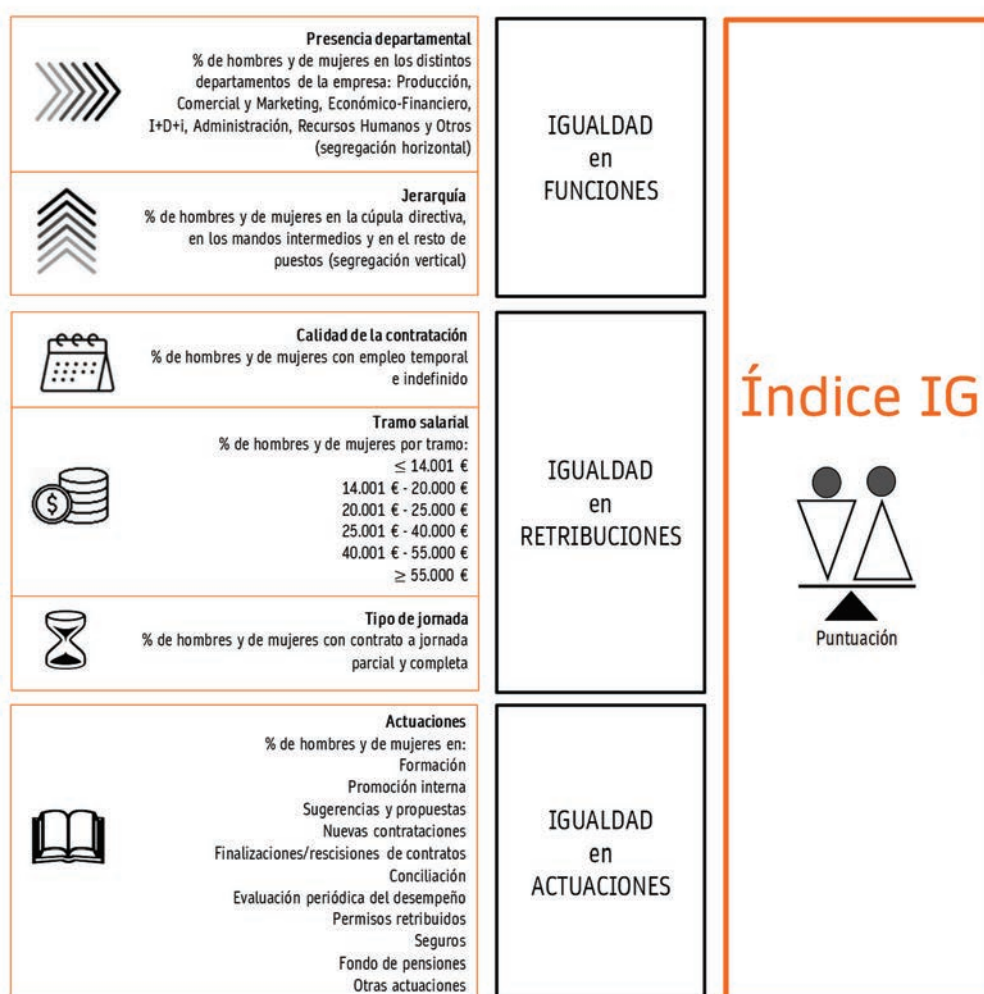 Presencia departamental
% de hombres y de mujeres en los distintos
departamentos de la empresa: Producción,
Comercial y Marketing, Económico-Financiero,
I+D+i, Administración, Recursos Humanos y Otros
(segregación horizontal)
Jerarquía
% de hombres y de mujeres en la cúpula directiva,
en los mandos intermedios y en el resto de
puestos (segregación vertical)
IGUALDAD
en
FUNCIONES
Calidad de la contratación
% de hombres y de mujeres con empleo temporal
e indefinido
Tramo salarial
% de hombres y de mujeres por tramo:
≤ 14.001 €
14.001 € - 20.000 €
20.001 € - 25.000 €
25.001 € - 40.000 €
40.001 € - 55.000 €
≥ 55.000 €
$
Tipo de jornada
% de hombres y de mujeres con contrato a jornada
parcial y completa
IGUALDAD
en
RETRIBUCIONES
Actuaciones
% de hombres y de mujeres en:
Formación
Promoción interna
Sugerencias y propuestas
Nuevas contrataciones
Finalizaciones/rescisiones de contratos
Conciliación
Evaluación periódica del desempeño
Permisos retribuidos
Seguros
Fondo de pensiones
Otras actuaciones
IGUALDAD
en
ACTUACIONES
Índice IG
Puntuación